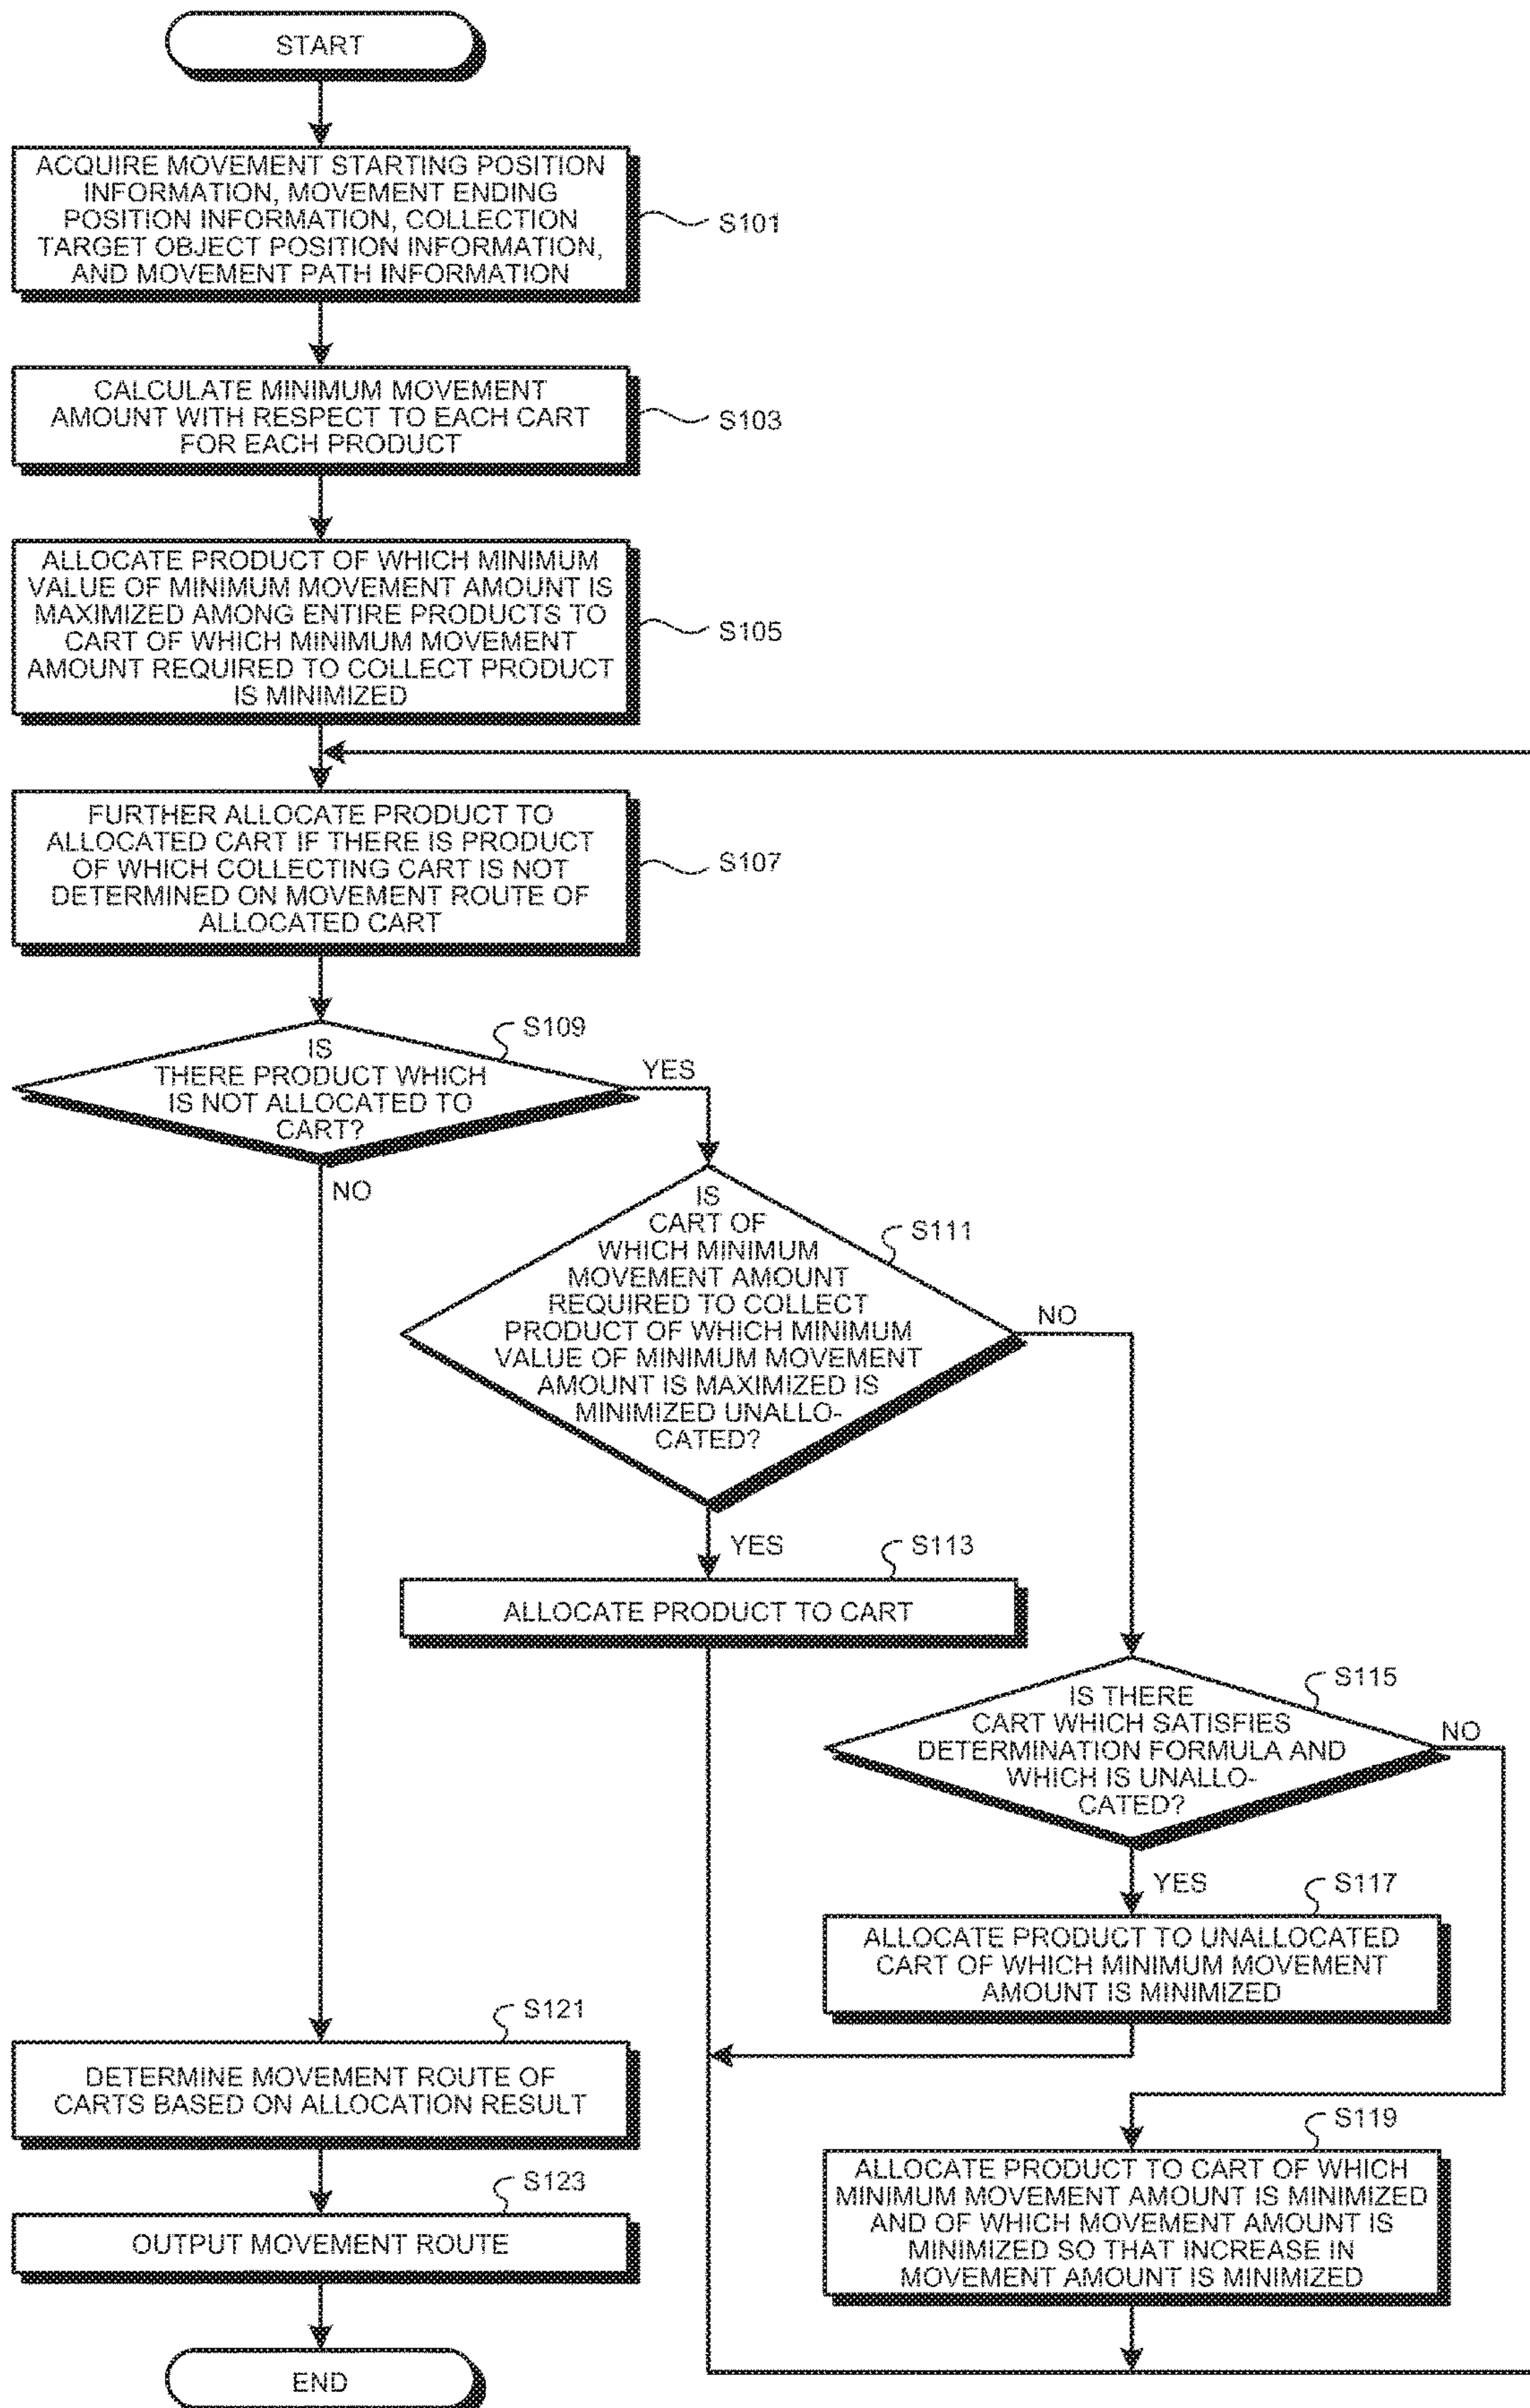 START
ACQUIRE MOVEMENT STARTING POSITION
INFORMATION, MOVEMENT ENDING
POSITION INFORMATION, COLLECTION
TARGET OBJECT POSITION INFORMATION,
AND MOVEMENT PATH INFORMATION
S101
CALCULATE MINIMUM MOVEMENT
AMOUNT WITH RESPECT TO EACH CART
FOR EACH PRODUCT
S103
ALLOCATE PRODUCT OF WHICH MINIMUM
VALUE OF MINIMUM MOVEMENT AMOUNT IS
MAXIMIZED AMONG ENTIRE PRODUCTS TO
CART OF WHICH MINIMUM MOVEMENT
AMOUNT REQUIRED TO COLLECT PRODUCT
IS MINIMIZED
S105
FURTHER ALLOCATE PRODUCT TO
ALLOCATED CART IF THERE IS PRODUCT
OF WHICH COLLECTING CART IS NOT
DETERMINED ON MOVEMENT ROUTE OF
ALLOCATED CART
S107
S109
IS
THERE PRODUCT WHICH
IS NOT ALLOCATED TO
CART?
YES
NO
S111
IS
CART OF
WHICH MINIMUM
MOVEMENT AMOUNT
REQUIRED TO COLLECT
PRODUCT OF WHICH MINIMUM
VALUE OF MINIMUM MOVEMENT
AMOUNT IS MAXIMIZED IS
MINIMIZED UNALLO-
CATED?
NO
YES
S113
ALLOCATE PRODUCT TO CART
S115
IS THERE
CART WHICH SATISFIES
DETERMINATION FORMULA AND
WHICH IS UNALLO-
CATED?
NO
YES
S117
ALLOCATE PRODUCT TO UNALLOCATED
CART OF WHICH MINIMUM MOVEMENT
AMOUNT IS MINIMIZED
S119
ALLOCATE PRODUCT TO CART OF WHICH
MINIMUM MOVEMENT AMOUNT IS MINIMIZED
AND OF WHICH MOVEMENT AMOUNT IS
MINIMIZED SO THAT INCREASE IN
MOVEMENT AMOUNT IS MINIMIZED
S121
DETERMINE MOVEMENT ROUTE OF
CARTS BASED ON ALLOCATION RESULT
S123
OUTPUT MOVEMENT ROUTE
END